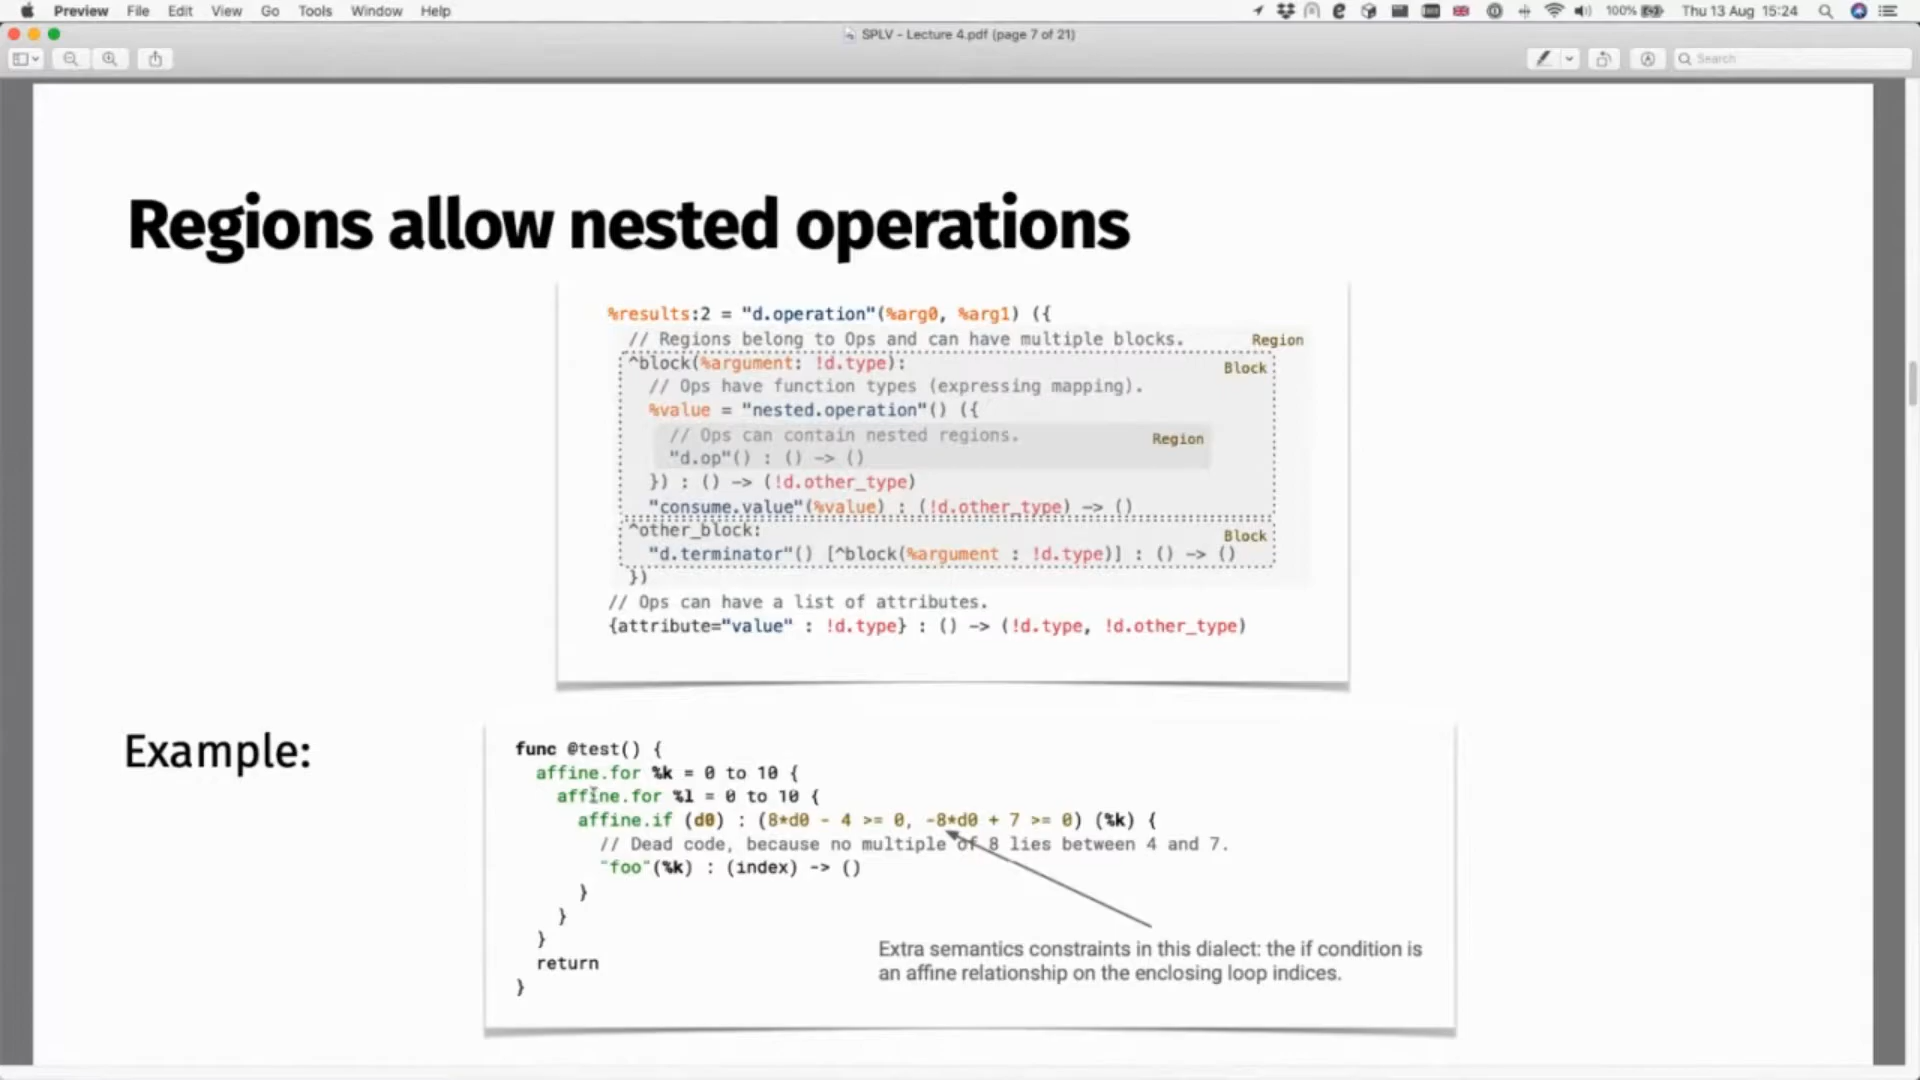 Preview File Edit View Go Tools Window Help 100% Thu 13 Aug 15:24
SPLV - Lecture 4.pdf (page 7 of 21)
Search
Regions allow nested operations
%results:2 = "d.operation"(%arg0, %arg1) ({
// Regions belong to Ops and can have multiple blocks. Region
^block(%argument: !d.type): Block
// Ops have function types (expressing mapping).
%value = "nested.operation"() ({
// Ops can contain nested regions. Region
"d.op"() : () -> ()
}) : () -> (!d.other_type)
"consume.value"(%value) : (!d.other_type) -> ()
^other_block: Block
"d.terminator"() [^block(%argument : !d.type)] : () -> ()
})
// Ops can have a list of attributes.
{attribute="value" : !d.type} : () -> (!d.type, !d.other_type)
Example:
func @test() {
affine.for %k = 0 to 10 {
affine.for %l = 0 to 10 {
affine.if (d0) : (8*d0 - 4 >= 0, -8*d0 + 7 >= 0) (%k) {
// Dead code, because no multiple of 8 lies between 4 and 7.
"foo"(%k) : (index) -> ()
}
}
}
return
}
Extra semantics constraints in this dialect: the if condition is
an affine relationship on the enclosing loop indices.